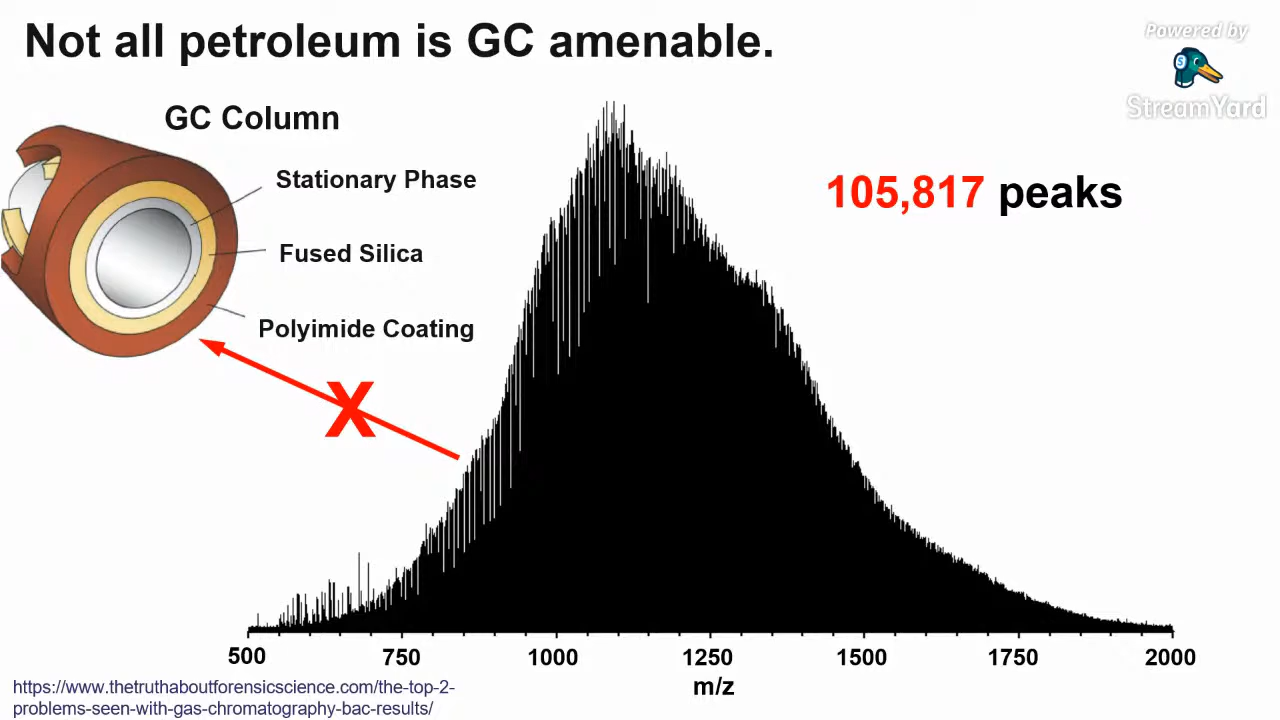 Not all petroleum is GC amenable.
Powered by
S
StreamYard
GC Column
Stationary Phase
Fused Silica
Polyimide Coating
105,817 peaks
X
500 750 1000 1250 1500 1750 2000
m/z
https://www.thetruthaboutforensicscience.com/the-top-2-
problems-seen-with-gas-chromatography-bac-results/